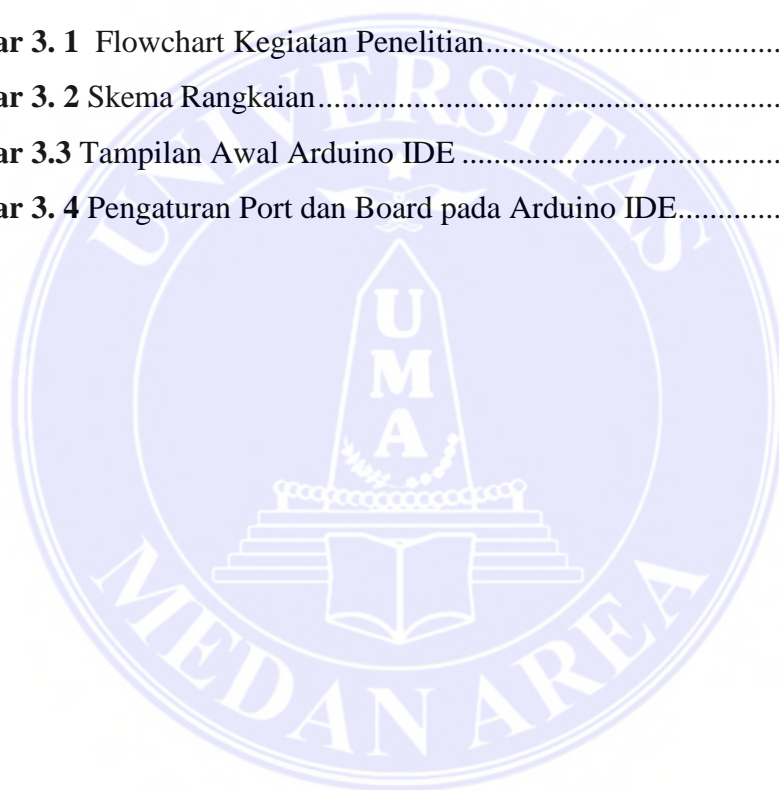 ar 3. 1 Flowchart Kegiatan Penelitian........................................
ar 3. 2 Skema Rangkaian...............................................................
ar 3.3 Tampilan Awal Arduino IDE ...........................................
ar 3. 4 Pengaturan Port dan Board pada Arduino IDE..............
UNIVERSITAS
U
M
A
MEDAN AREA